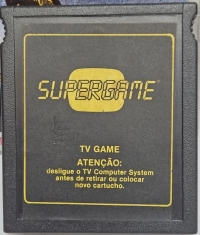 SUPERGAME
TV GAME
ATENÇÃO:
desligue o TV Computer System
antes de retirar ou colocar
novo cartucho.